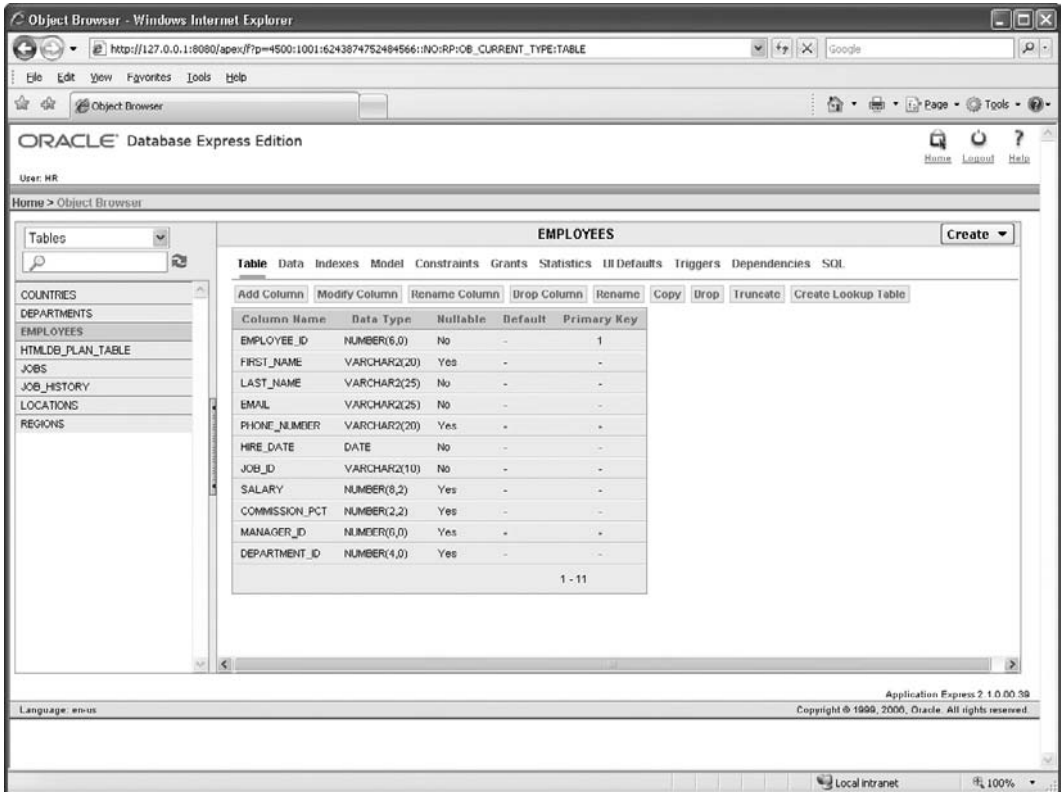 Object Browser - Windows Internet Explorer
http://127.0.0.1:8080/apex/f?p=4500:1001:6243874752484566::NO:RP:OB_CURRENT_TYPE:TABLE
Google
File Edit View Favorites Tools Help
Object Browser
Page Tools
ORACLE Database Express Edition
Home Logout Help
User: HR
Home > Object Browser
Tables
EMPLOYEES
Create
Table Data Indexes Model Constraints Grants Statistics UI Defaults Triggers Dependencies SQL
Add Column Modify Column Rename Column Drop Column Rename Copy Drop Truncate Create Lookup Table
COUNTRIES
DEPARTMENTS
EMPLOYEES
HTMLDB_PLAN_TABLE
JOBS
JOB_HISTORY
LOCATIONS
REGIONS
Column Name Data Type Nullable Default Primary Key
EMPLOYEE_ID NUMBER(6,0) No - 1
FIRST_NAME VARCHAR2(20) Yes - -
LAST_NAME VARCHAR2(25) No - -
EMAIL VARCHAR2(25) No - -
PHONE_NUMBER VARCHAR2(20) Yes - -
HIRE_DATE DATE No - -
JOB_ID VARCHAR2(10) No - -
SALARY NUMBER(8,2) Yes - -
COMMISSION_PCT NUMBER(2,2) Yes - -
MANAGER_ID NUMBER(6,0) Yes - -
DEPARTMENT_ID NUMBER(4,0) Yes - -
1 - 11
Application Express 2.1.0.00.39
Language: en-us
Copyright © 1999, 2006, Oracle. All rights reserved.
Local intranet
100%